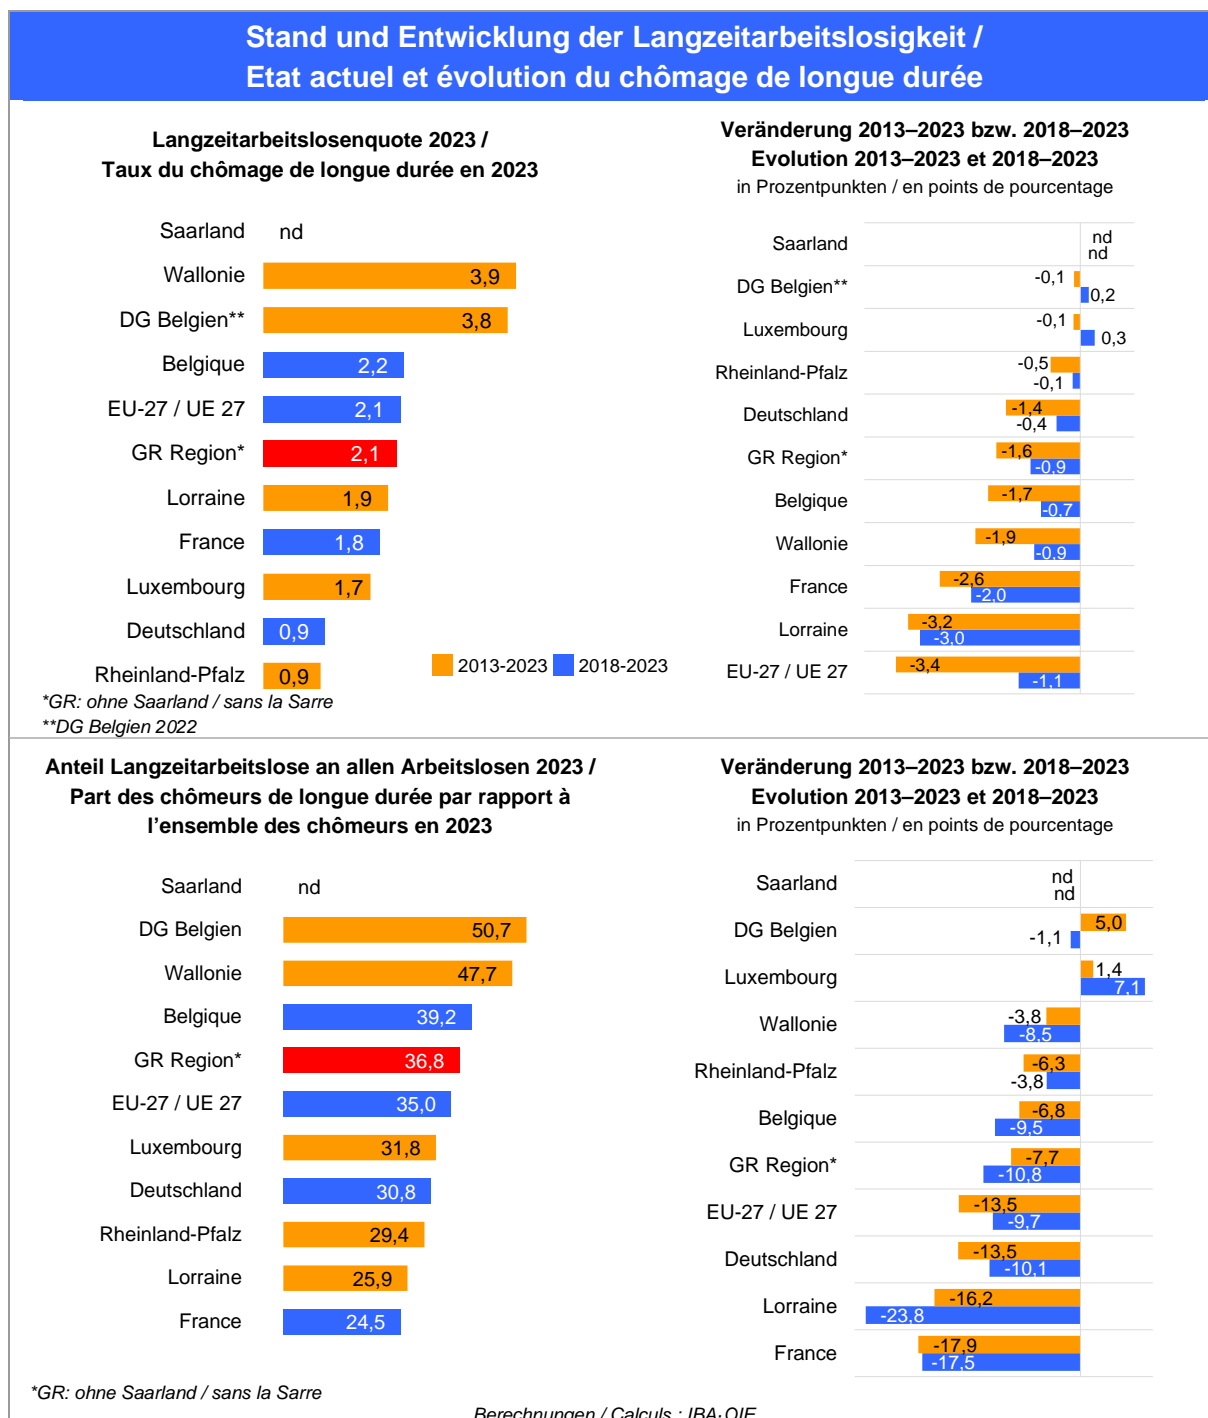 Stand und Entwicklung der Langzeitarbeitslosigkeit /
Etat actuel et évolution du chômage de longue durée
Langzeitarbeitslosenquote 2023 /
Taux du chômage de longue durée en 2023
Saarland nd
Wallonie 3,9
DG Belgien** 3,8
Belgique 2,2
EU-27 / UE 27 2,1
GR Region* 2,1
Lorraine 1,9
France 1,8
Luxembourg 1,7
Deutschland 0,9
Rheinland-Pfalz 0,9
2013-2023 2018-2023
*GR: ohne Saarland / sans la Sarre
**DG Belgien 2022
Veränderung 2013–2023 bzw. 2018–2023
Evolution 2013–2023 et 2018–2023
in Prozentpunkten / en points de pourcentage
Saarland nd
nd
DG Belgien** -0,1
0,2
Luxembourg -0,1
0,3
Rheinland-Pfalz -0,5
-0,1
Deutschland -1,4
-0,4
GR Region* -1,6
-0,9
Belgique -1,7
-0,7
Wallonie -1,9
-0,9
France -2,6
-2,0
Lorraine -3,2
-3,0
EU-27 / UE 27 -3,4
-1,1
Anteil Langzeitarbeitslose an allen Arbeitslosen 2023 /
Part des chômeurs de longue durée par rapport à
l'ensemble des chômeurs en 2023
Saarland nd
DG Belgien 50,7
Wallonie 47,7
Belgique 39,2
GR Region* 36,8
EU-27 / UE 27 35,0
Luxembourg 31,8
Deutschland 30,8
Rheinland-Pfalz 29,4
Lorraine 25,9
France 24,5
*GR: ohne Saarland / sans la Sarre
Veränderung 2013–2023 bzw. 2018–2023
Evolution 2013–2023 et 2018–2023
in Prozentpunkten / en points de pourcentage
Saarland nd
nd
DG Belgien 5,0
-1,1
Luxembourg 1,4
7,1
Wallonie -3,8
-8,5
Rheinland-Pfalz -6,3
-3,8
Belgique -6,8
-9,5
GR Region* -7,7
-10,8
EU-27 / UE 27 -13,5
-9,7
Deutschland -13,5
-10,1
Lorraine -16,2
-23,8
France -17,9
-17,5
Berechnungen / Calculs : IBA·OIE